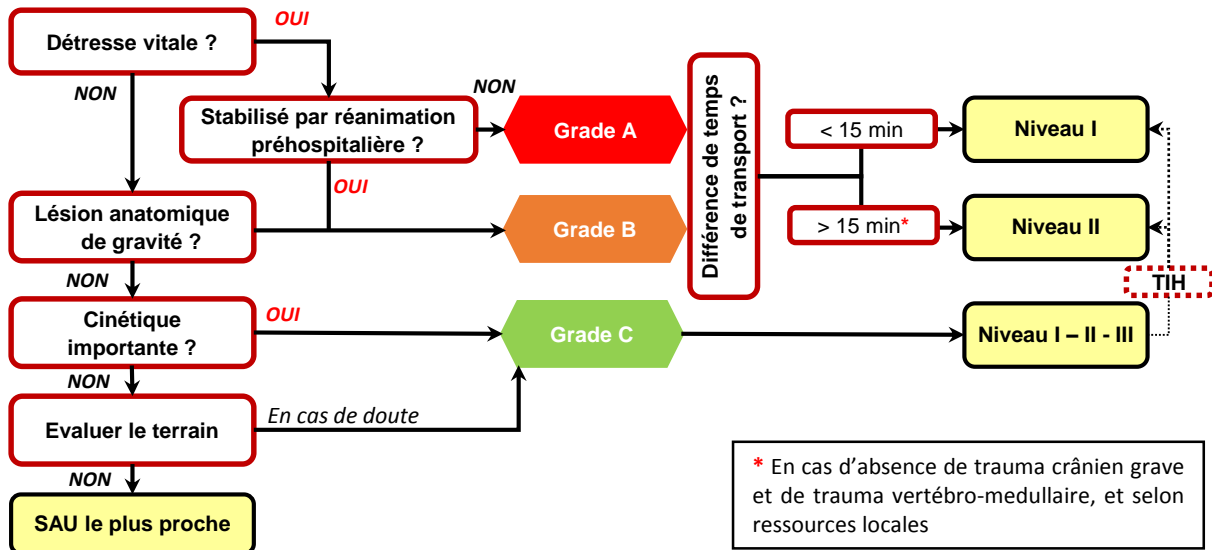 Détresse vitale ?
OUI
NON
Stabilisé par réanimation
préhospitalière ?
NON
OUI
Grade A
Différence de temps
de transport ?
< 15 min
Niveau I
Lésion anatomique
de gravité ?
Grade B
> 15 min*
Niveau II
NON
TIH
Cinétique
importante ?
OUI
Grade C
Niveau I – II - III
NON
Evaluer le terrain
En cas de doute
NON
SAU le plus proche
* En cas d’absence de trauma crânien grave
et de trauma vertébro-medullaire, et selon
ressources locales